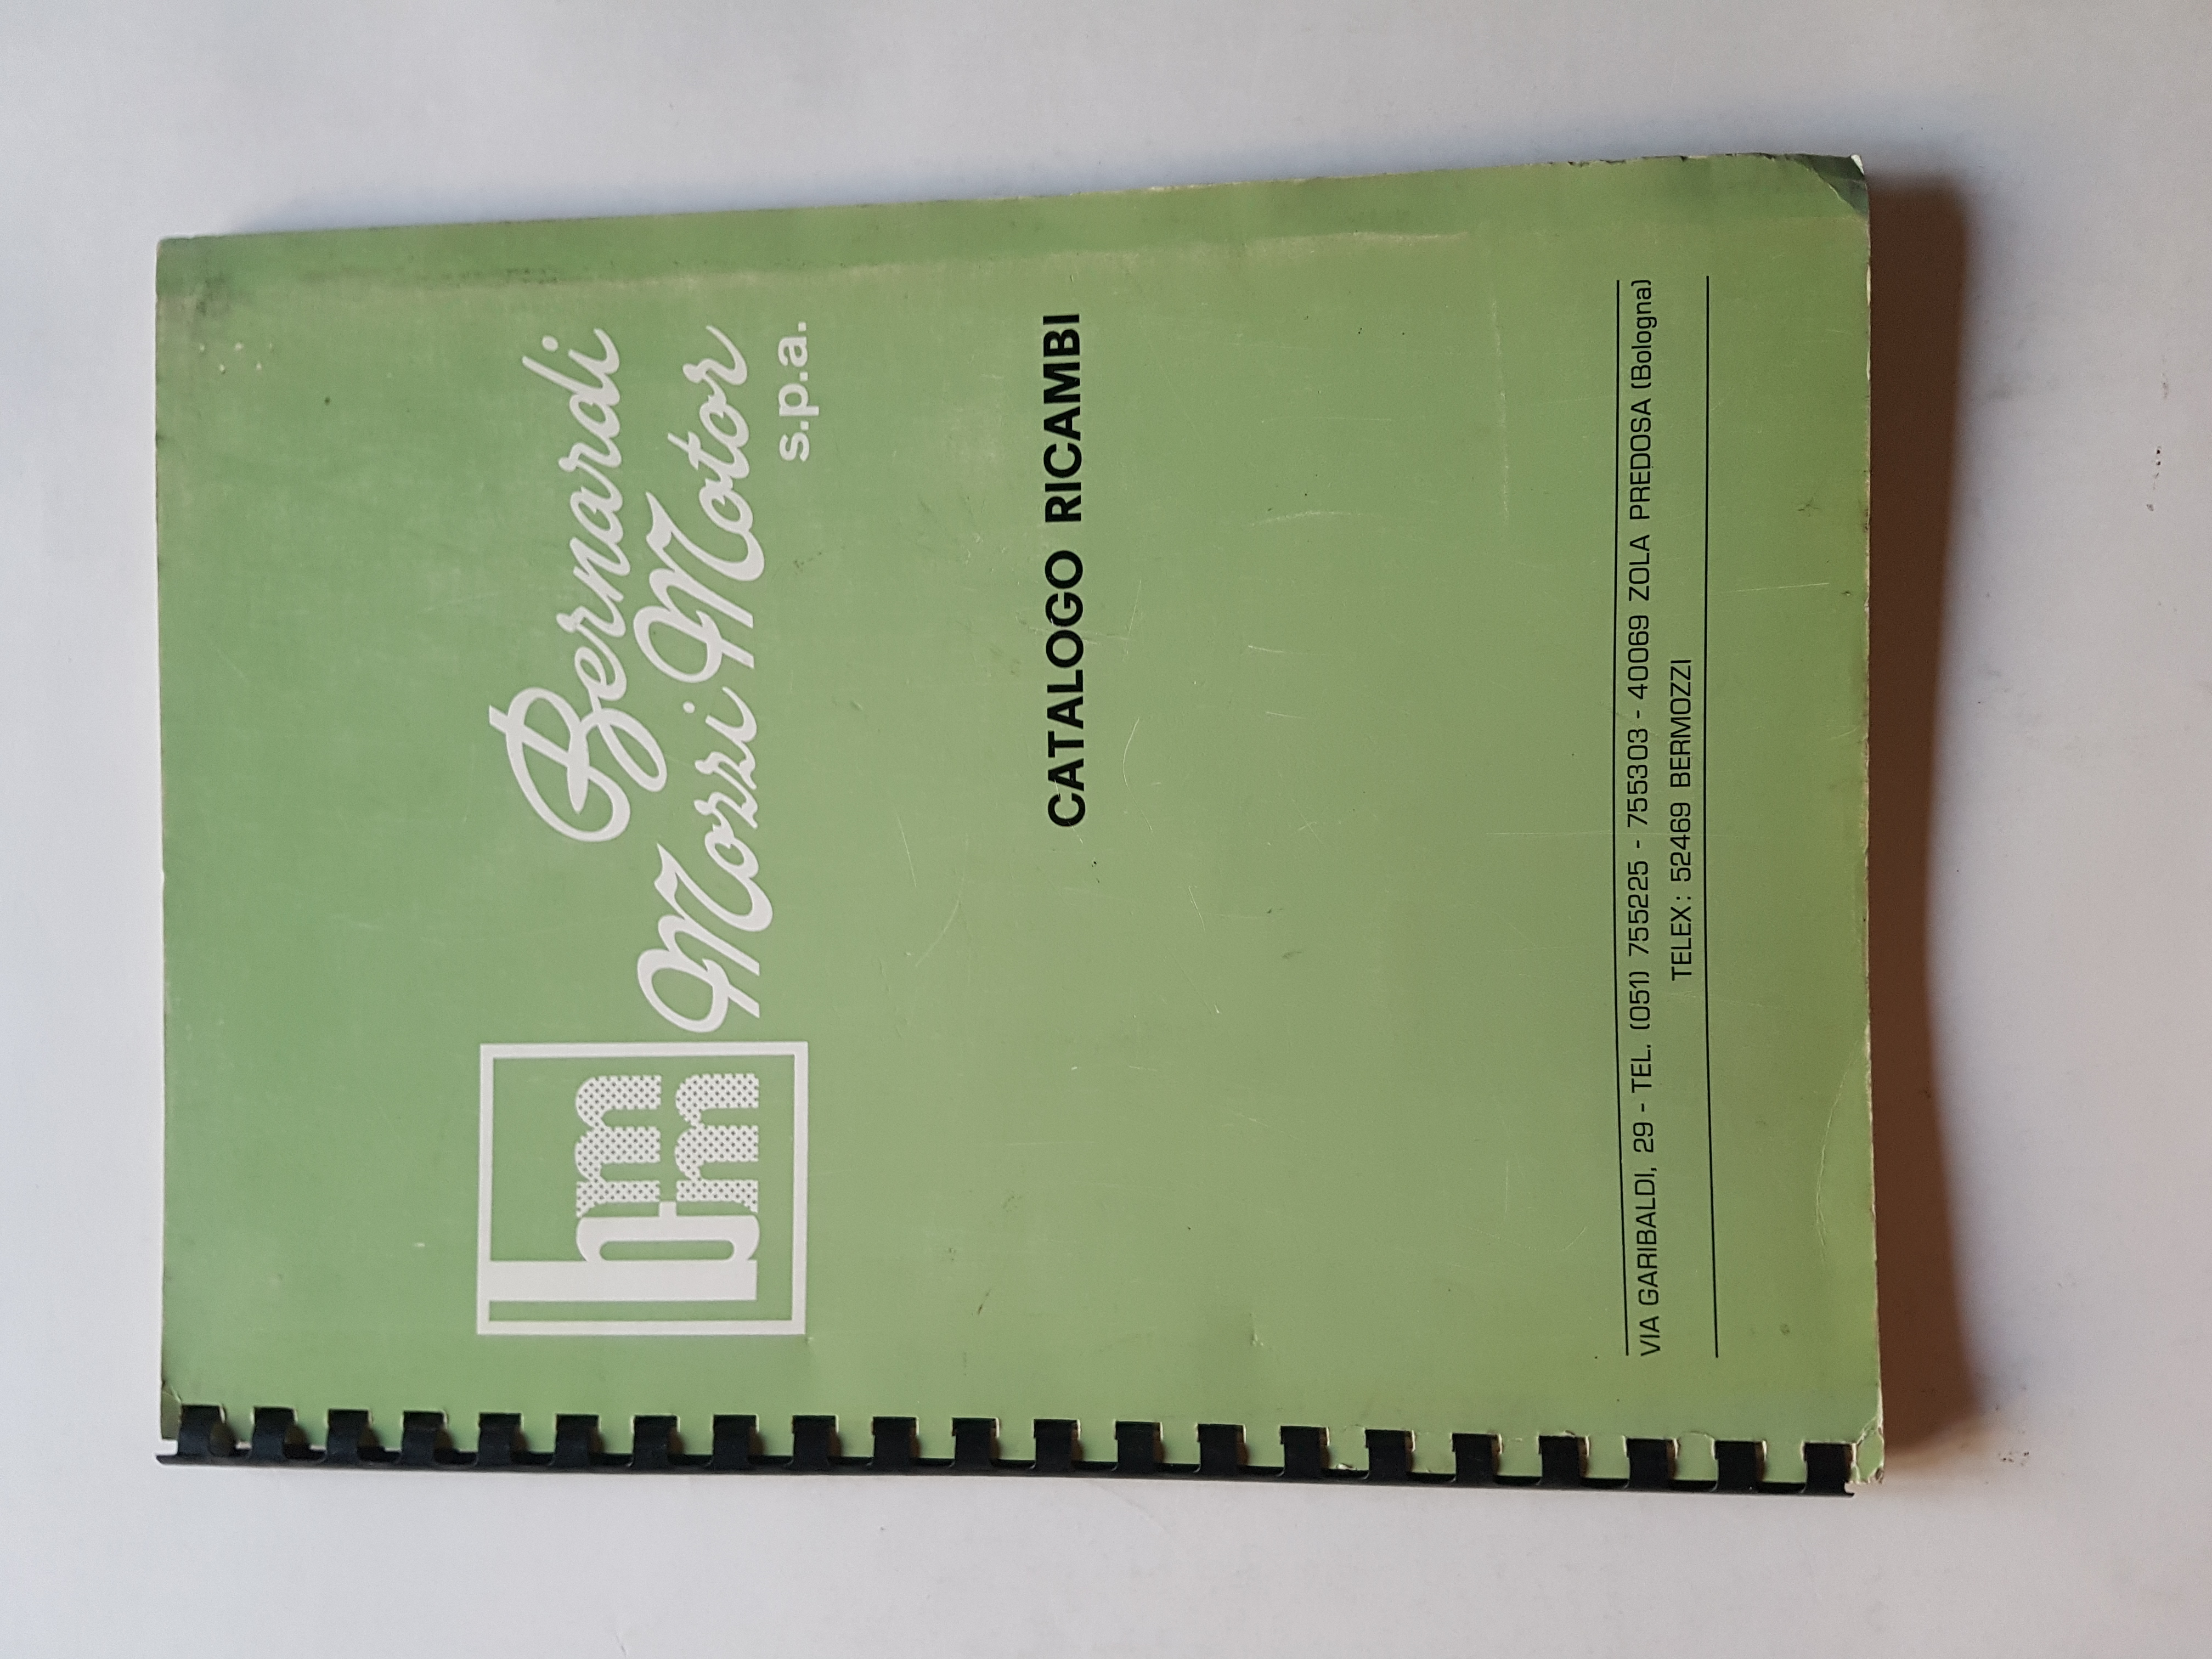 bm
bm
Bernardi
Mozzi Motor
s.p.a.
CATALOGO RICAMBI
VIA GARIBALDI, 29 - TEL. (051) 755225 - 755303 - 40069 ZOLA PREDOSA (Bologna)
TELEX: 52469 BERMOZZI